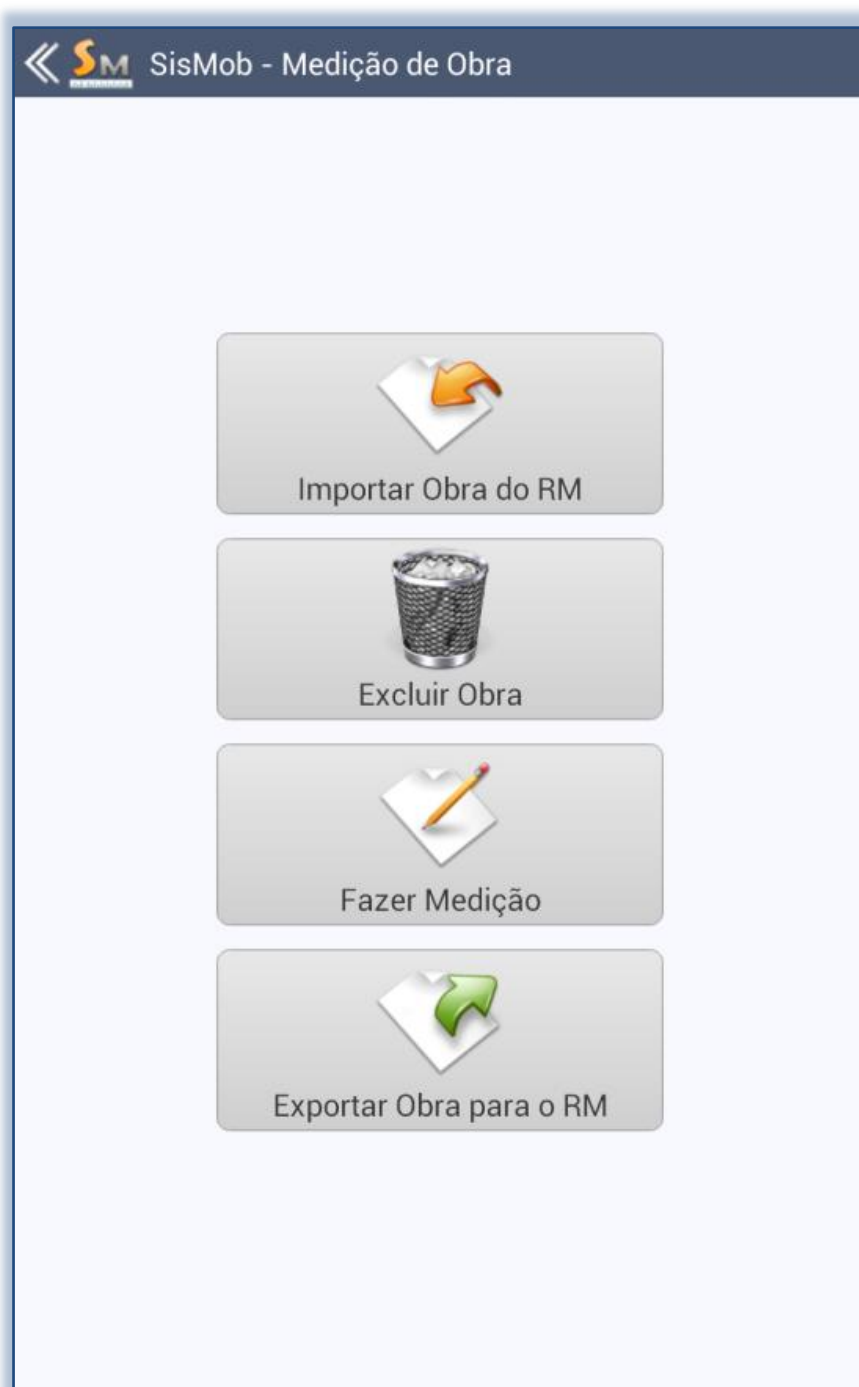 SM SisMob - Medição de Obra
Importar Obra do RM
Excluir Obra
Fazer Medição
Exportar Obra para o RM